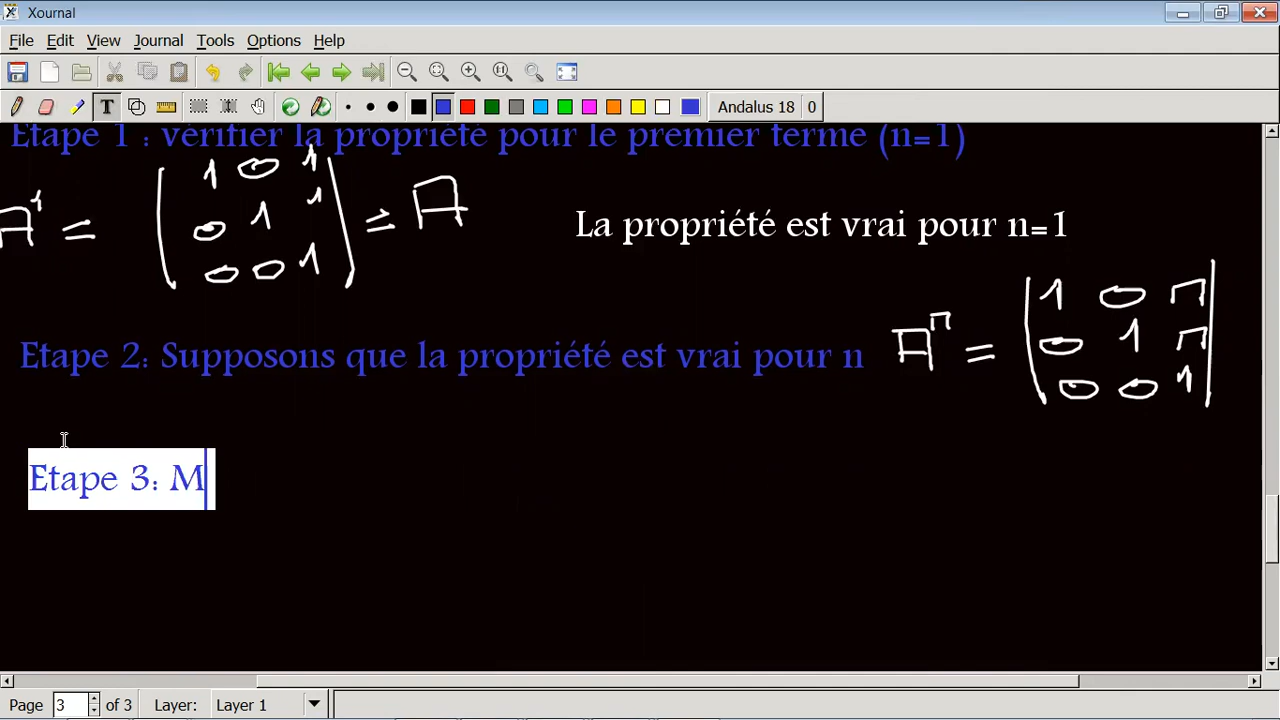 Xournal
File Edit View Journal Tools Options Help
T Andalus 18 0
Etape 1 : vérifier la propriété pour le premier terme (n=1)
A¹ = ( 1 0 1 = A
0 1 1
0 0 1 )
La propriété est vrai pour n=1
Etape 2: Supposons que la propriété est vrai pour n
Aⁿ = ( 1 0 n
0 1 n
0 0 1 )
Etape 3: M
Page 3 of 3 Layer: Layer 1